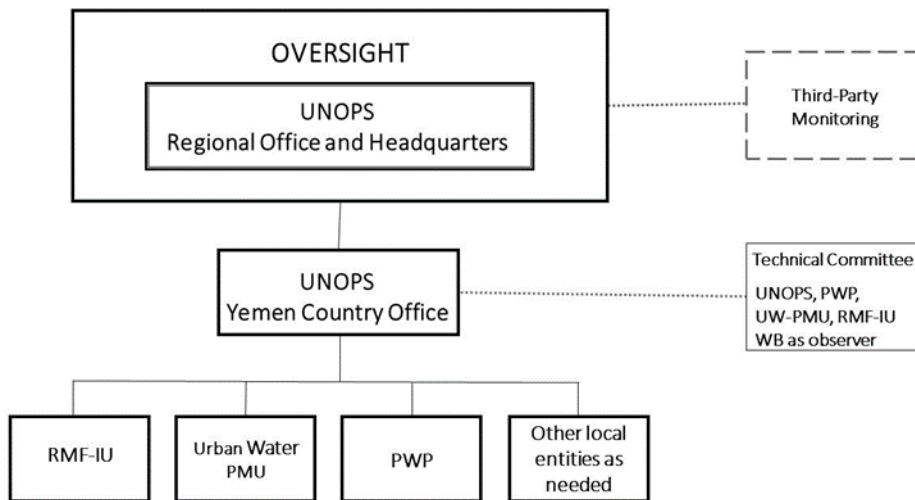 OVERSIGHT
UNOPS
Regional Office and Headquarters
Third-Party
Monitoring
UNOPS
Yemen Country Office
Technical Committee
UNOPS, PWP,
UW-PMU, RMF-IU
WB as observer
RMF-IU
Urban Water
PMU
PWP
Other local
entities as
needed